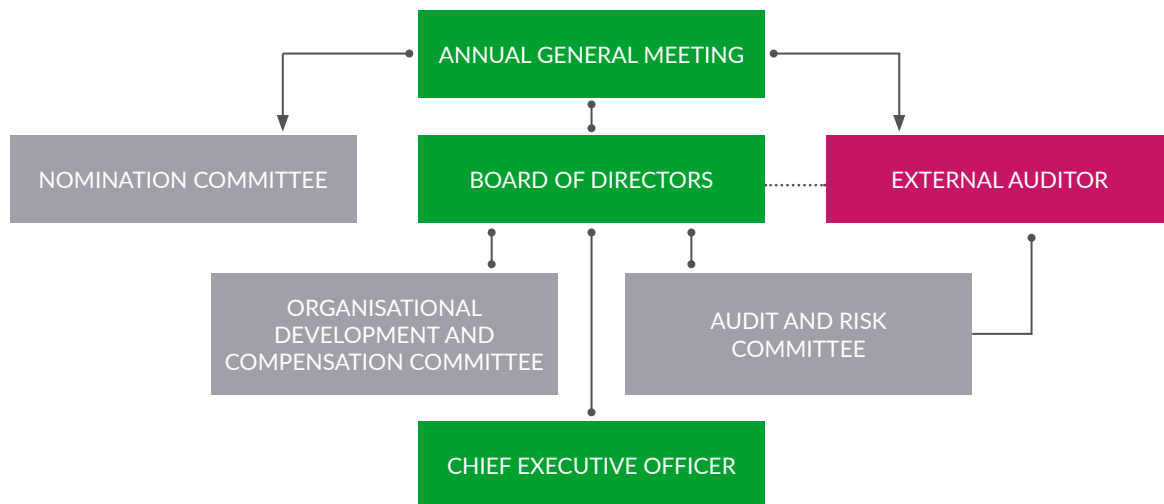 ANNUAL GENERAL MEETING
NOMINATION COMMITTEE
BOARD OF DIRECTORS
EXTERNAL AUDITOR
ORGANISATIONAL
DEVELOPMENT AND
COMPENSATION COMMITTEE
AUDIT AND RISK
COMMITTEE
CHIEF EXECUTIVE OFFICER